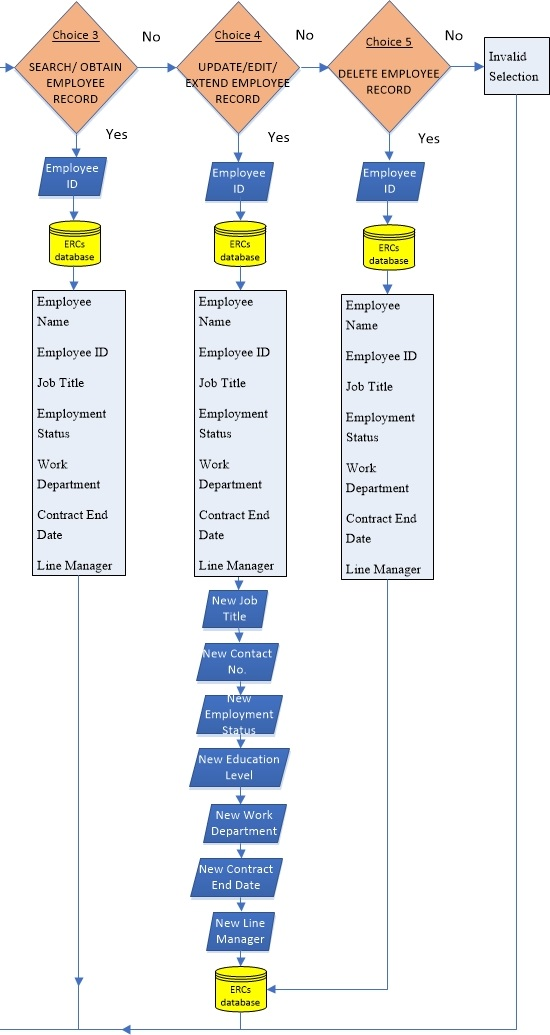 Choice 3
SEARCH/ OBTAIN
EMPLOYEE
RECORD
No
Yes
Choice 4
UPDATE/EDIT/
EXTEND EMPLOYEE
RECORD
No
Yes
Choice 5
DELETE EMPLOYEE
RECORD
No
Yes
Invalid
Selection
Employee
ID
ERCs
database
Employee
Name
Employee ID
Job Title
Employment
Status
Work
Department
Contract End
Date
Line Manager
Employee
ID
ERCs
database
Employee
Name
Employee ID
Job Title
Employment
Status
Work
Department
Contract End
Date
Line Manager
New Job
Title
New Contact
No.
New
Employment
Status
New Education
Level
New Work
Department
New Contract
End Date
New Line
Manager
ERCs
database
Employee
ID
ERCs
database
Employee
Name
Employee ID
Job Title
Employment
Status
Work
Department
Contract End
Date
Line Manager